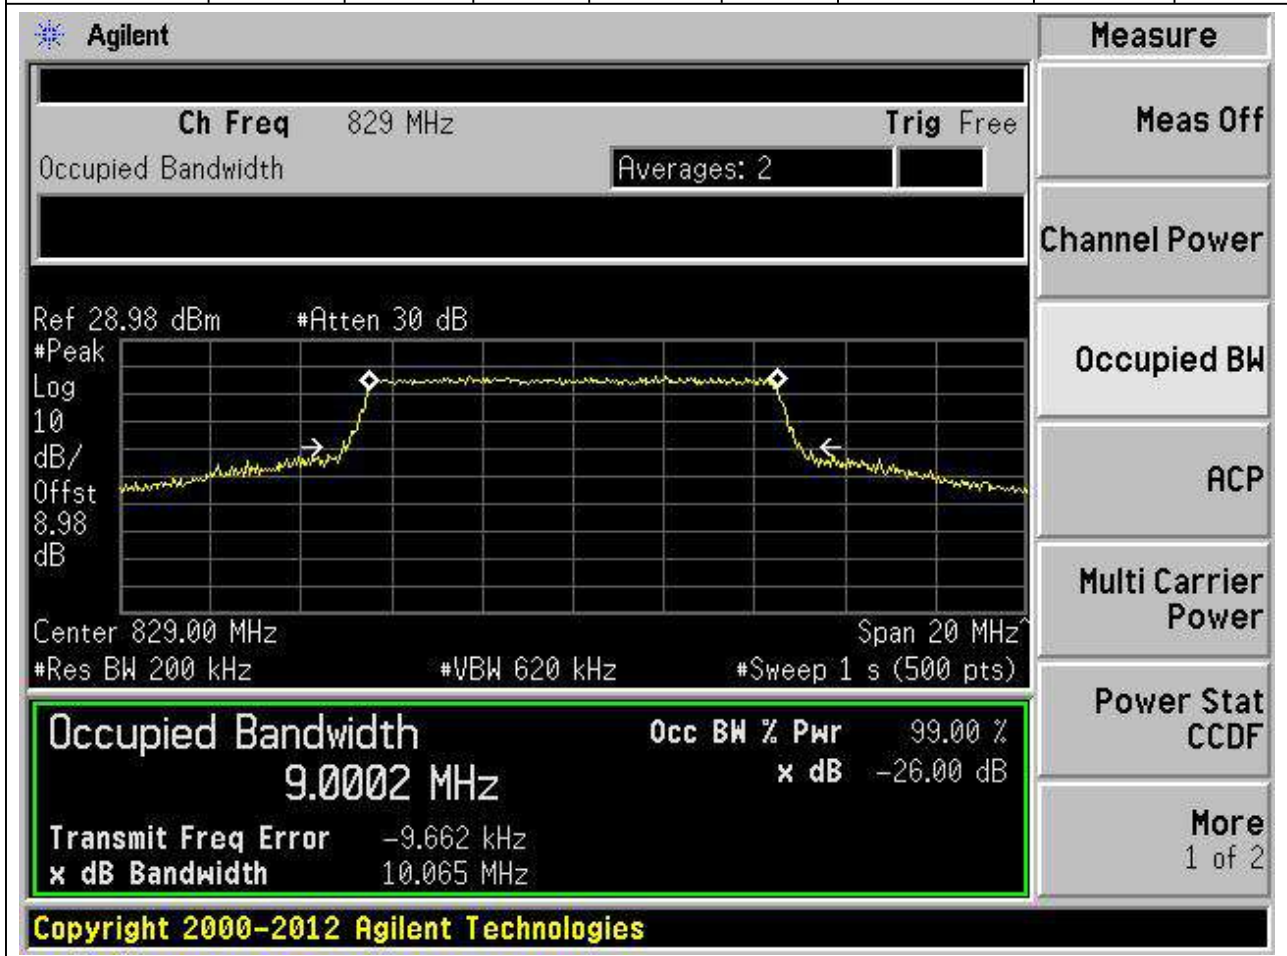 Agilent
Measure
Ch Freq 829 MHz Trig Free
Occupied Bandwidth Averages: 2
Meas Off
Channel Power
Occupied BW
ACP
Multi Carrier
Power
Power Stat
CCDF
More
1 of 2
Ref 28.98 dBm #Atten 30 dB
#Peak
Log
10
dB/
Offst
8.98
dB
Center 829.00 MHz Span 20 MHz^
#Res BW 200 kHz #VBW 620 kHz #Sweep 1 s (500 pts)
Occupied Bandwidth Occ BW % Pwr 99.00 %
9.0002 MHz x dB -26.00 dB
Transmit Freq Error -9.662 kHz
x dB Bandwidth 10.065 MHz
Copyright 2000-2012 Agilent Technologies